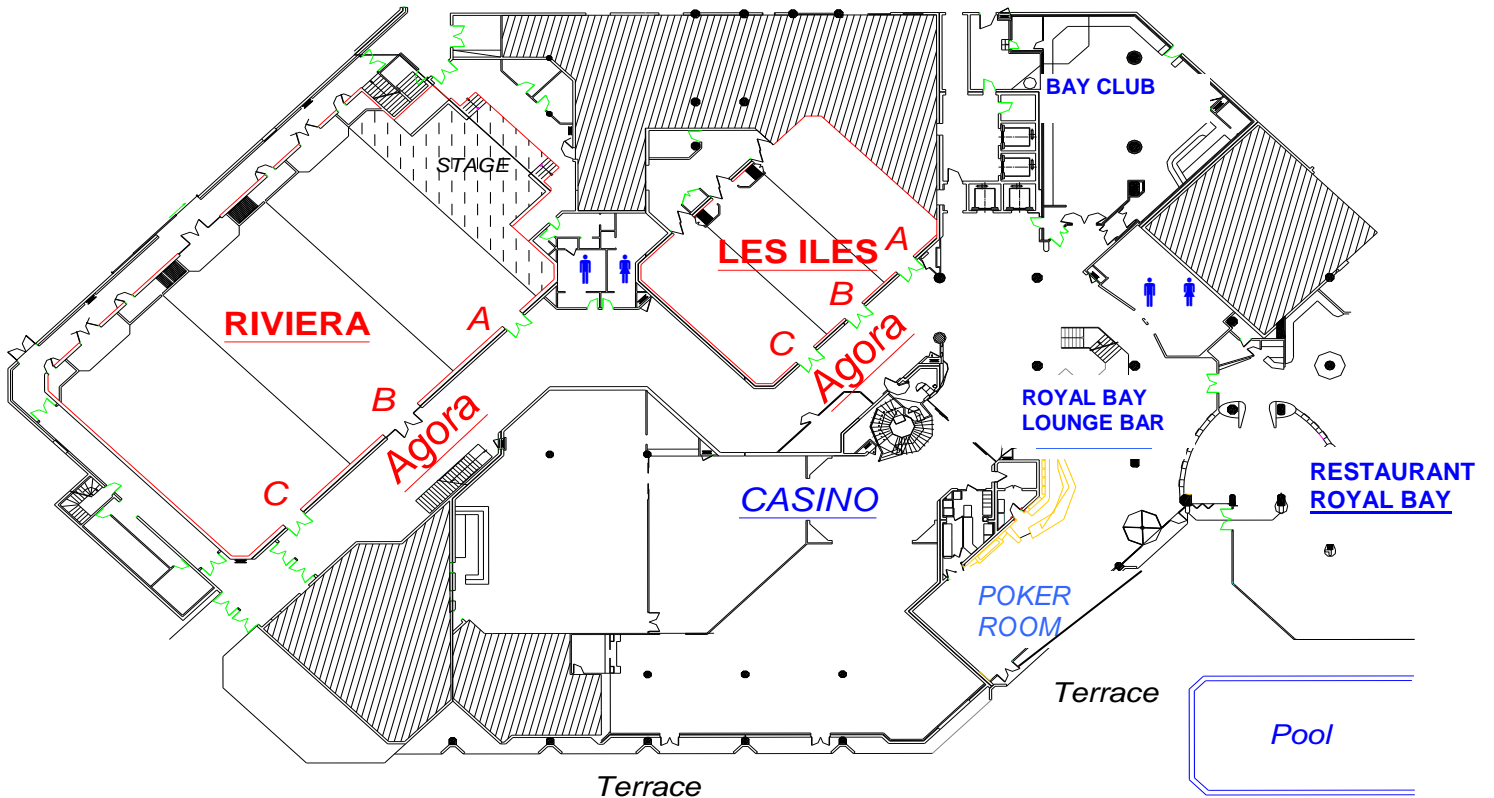 BAY CLUB
STAGE
LES ILES
A
B
C
Agora
RIVIERA
A
B
C
Agora
ROYAL BAY
LOUNGE BAR
RESTAURANT
ROYAL BAY
CASINO
POKER
ROOM
Terrace
Pool
Terrace